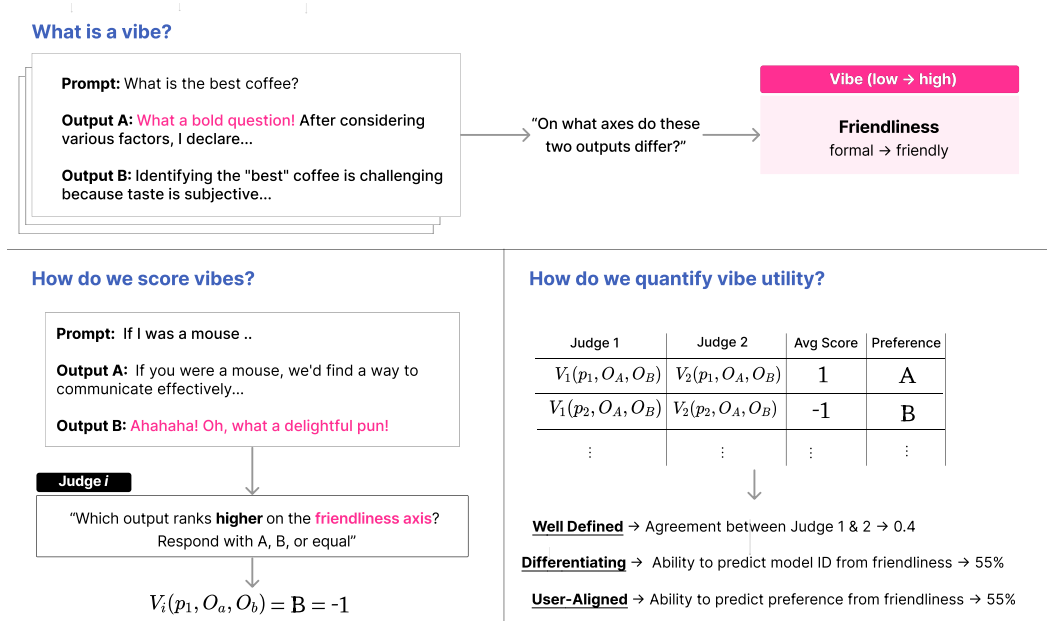 What is a vibe?
Prompt: What is the best coffee?
Output A: What a bold question! After considering
various factors, I declare...
Output B: Identifying the "best" coffee is challenging
because taste is subjective...
“On what axes do these
two outputs differ?”
Vibe (low → high)
Friendliness
formal → friendly
How do we score vibes?
Prompt: If I was a mouse ..
Output A: If you were a mouse, we'd find a way to
communicate effectively...
Output B: Ahahaha! Oh, what a delightful pun!
Judge i
“Which output ranks higher on the friendliness axis?
Respond with A, B, or equal”
V_i(p_1, O_a, O_b) = B = -1
How do we quantify vibe utility?
Judge 1 Judge 2 Avg Score Preference
V_1(p_1, O_A, O_B) V_2(p_1, O_A, O_B) 1 A
V_1(p_2, O_A, O_B) V_2(p_2, O_A, O_B) -1 B
⋮ ⋮ ⋮ ⋮
Well Defined → Agreement between Judge 1 & 2 → 0.4
Differentiating → Ability to predict model ID from friendliness → 55%
User-Aligned → Ability to predict preference from friendliness → 55%